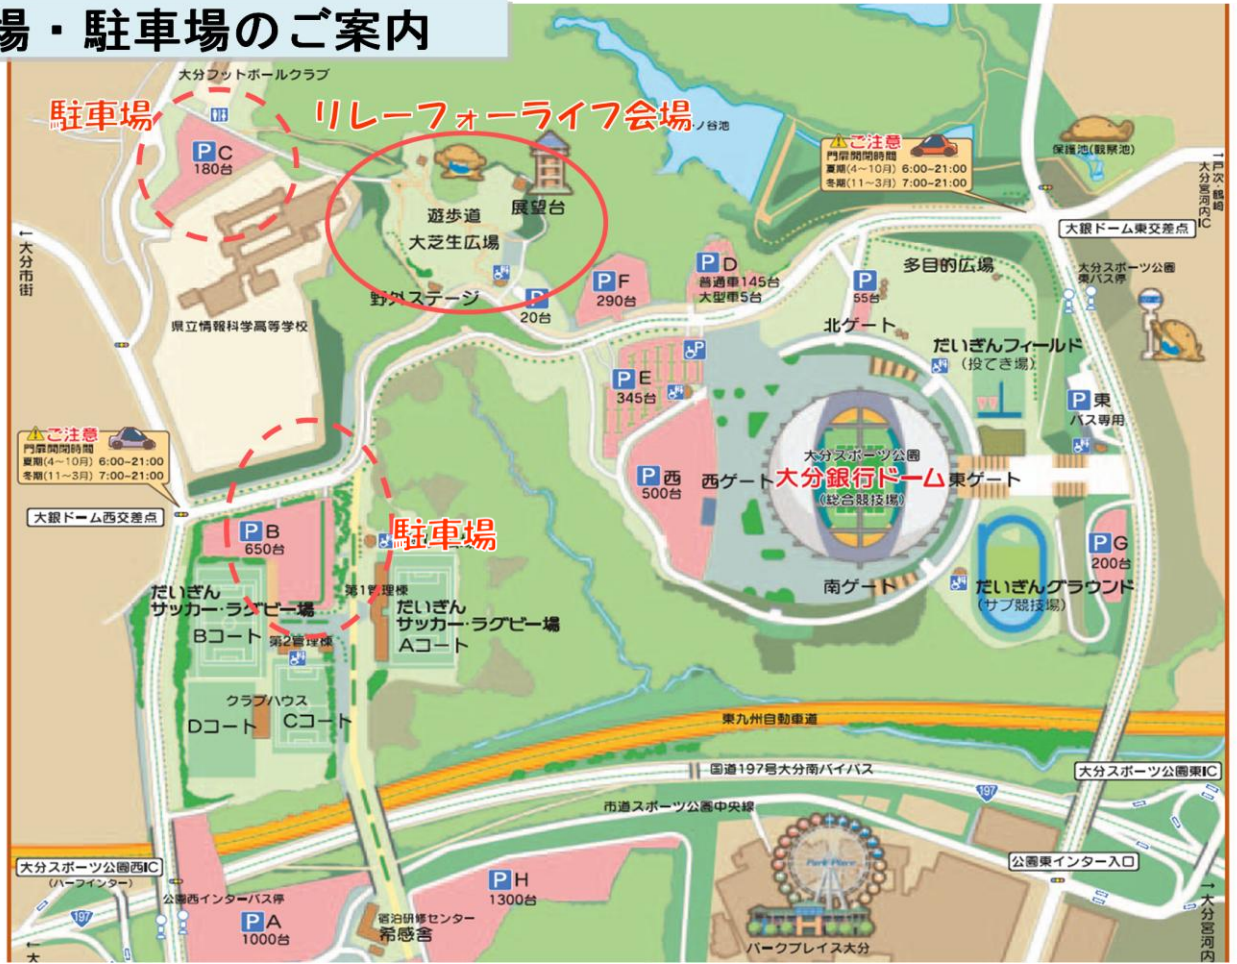 場・駐車場のご案内
大分フットボールクラブ
駐車場
リレーフォーライフ会場
ノ谷池
P C
180台
遊歩道
展望台
大芝生広場
野外ステージ
県立情報科学高等学校
P
20台
P F
290台
P D
普通車145台
大型車5台
ご注意
門扉開閉時間
夏期(4~10月) 6:00-21:00
冬期(11~3月) 7:00-21:00
保護池(観察池)
↑戸次・鶴崎
大分宮河内IC
大銀ドーム東交差点
多目的広場
大分スポーツ公園
東バス停
P
55台
北ゲート
だいぎんフィールド
(投てき場)
P 東
バス専用
P
P E
345台
P 西
500台
西ゲート
大分スポーツ公園
大分銀行ドーム
(総合競技場)
東ゲート
南ゲート
P G
200台
だいぎんグラウンド
(サブ競技場)
←大分市街
ご注意
門扉開閉時間
夏期(4~10月) 6:00-21:00
冬期(11~3月) 7:00-21:00
大銀ドーム西交差点
P B
650台
駐車場
だいぎん
サッカー・ラグビー場
Bコート
第1管理棟
第2管理棟
だいぎん
サッカー・ラグビー場
Aコート
クラブハウス
Dコート
Cコート
東九州自動車道
国道197号大分南バイパス
市道スポーツ公園中央線
197
大分スポーツ公園東IC
公園東インター入口
大分スポーツ公園西IC
(ハーフインター)
公園西インターバス停
197
P A
1000台
P H
1300台
宿泊研修センター
希感舎
Park Place
パークプレイス大分
→大分宮河内
←大